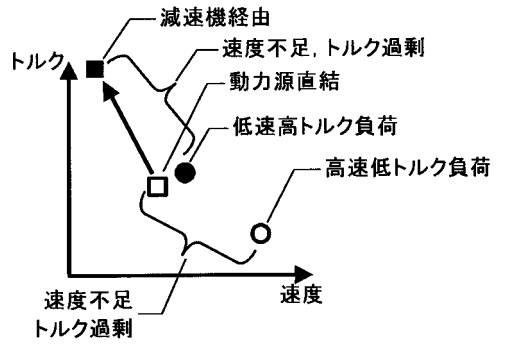 減速機経由
トルク
速度不足,トルク過剰
動力源直結
低速高トルク負荷
高速低トルク負荷
速度
速度不足
トルク過剰